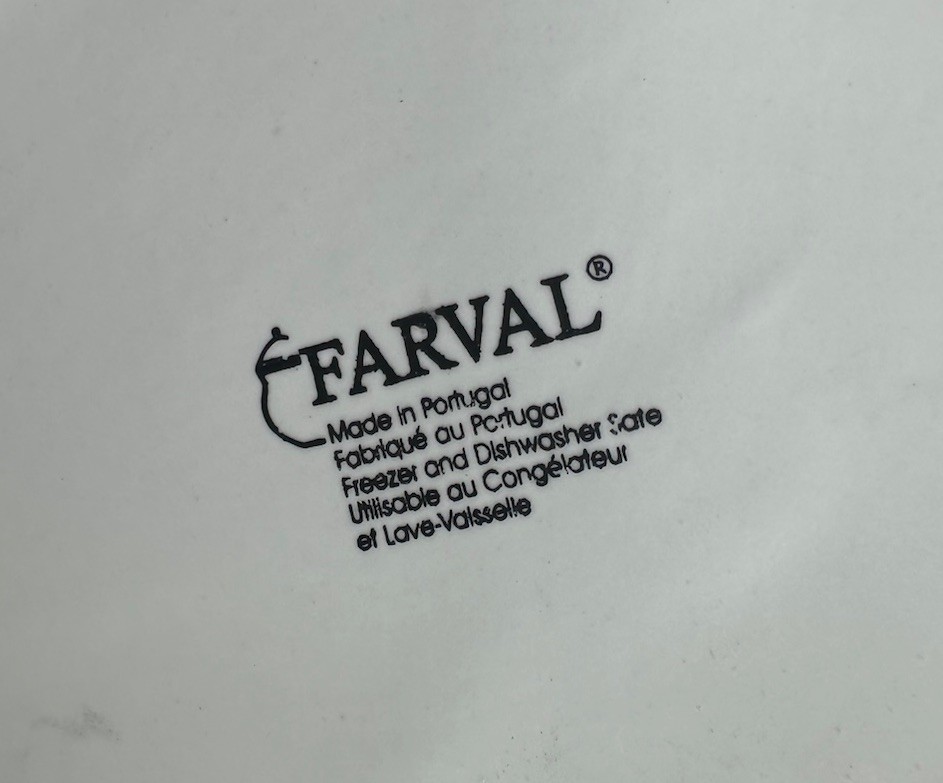 FARVAL®
Made in Portugal
Fabriqué au Portugal
Freezer and Dishwasher Safe
Utilisable au Congélateur
et Lave-Vaisselle